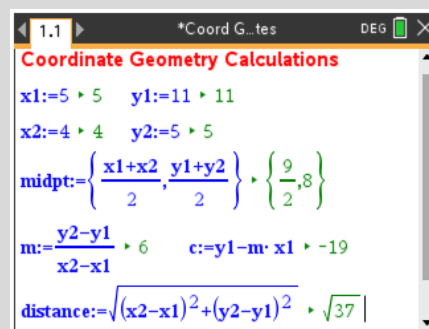 1.1 *Coord G...tes DEG
Coordinate Geometry Calculations
x1:=5 ▸ 5 y1:=11 ▸ 11
x2:=4 ▸ 4 y2:=5 ▸ 5
midpt:={(x1+x2)/2,(y1+y2)/2} ▸ {9/2,8}
m:=(y2−y1)/(x2−x1) ▸ 6 c:=y1−m· x1 ▸ −19
distance:=√((x2−x1)²+(y2−y1)²) ▸ √37